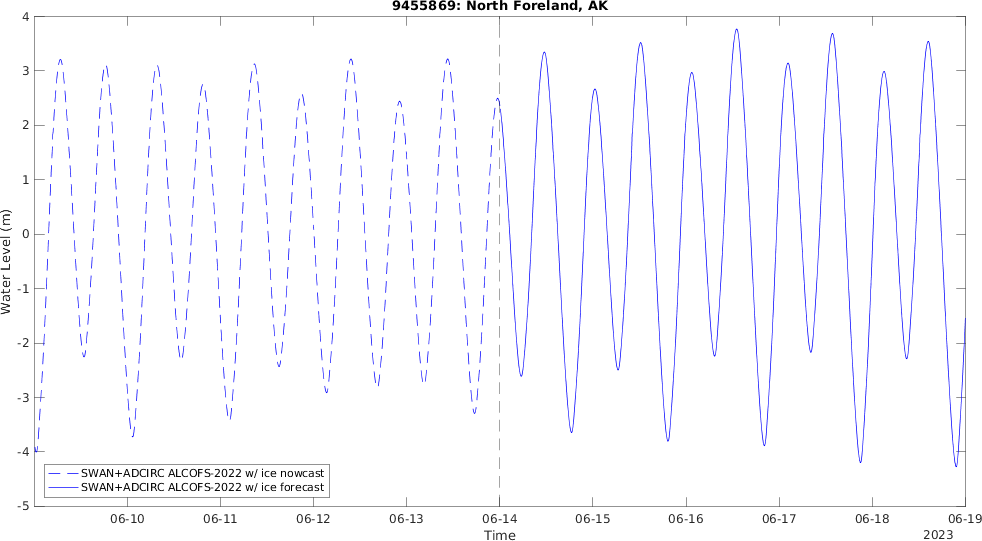 9455869: North Foreland, AK
4
3
2
1
0
-1
-2
-3
-4
-5
Water Level (m)
SWAN+ADCIRC ALCOFS-2022 w/ ice nowcast
SWAN+ADCIRC ALCOFS-2022 w/ ice forecast
06-10 06-11 06-12 06-13 06-14 06-15 06-16 06-17 06-18 06-19
Time
2023